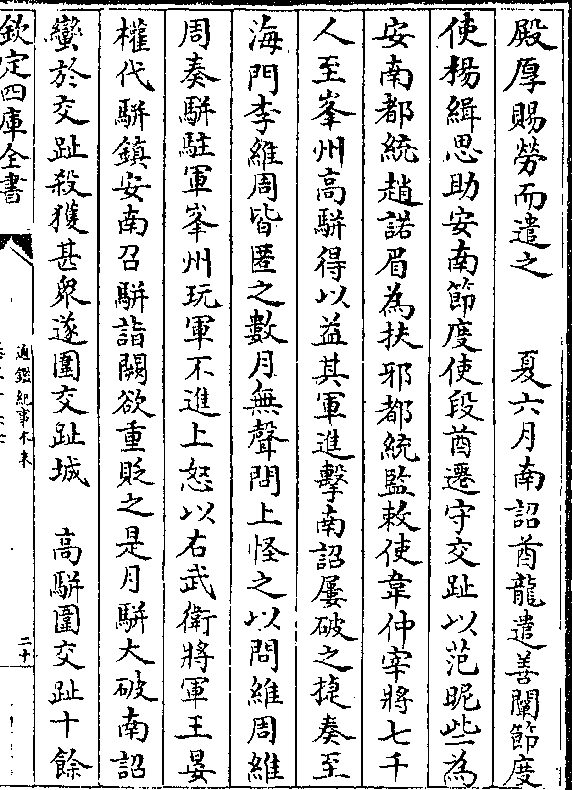 殿厚賜勞而遣之　夏六月南詔酋龍遣善闡節度
使楊緝思助安南節度使段酋遷守交趾以范昵些為
安南都統趙諾眉為扶邪都統監敕使韋仲宰將七千
人至峯州高駢得以益其軍進擊南詔屢破之捷奏至
海門李維周皆匿之數月無聲問上怪之以問維周維
周奏駢駐軍峯州玩軍不進上怒以右武衛將軍王晏
權代駢鎮安南召駢詣闕欲重貶之是月駢大破南詔
蠻於交趾殺獲甚衆遂圍交趾城　高駢圍交趾十餘
欽定四庫全書
通鑑紀事本末
二十